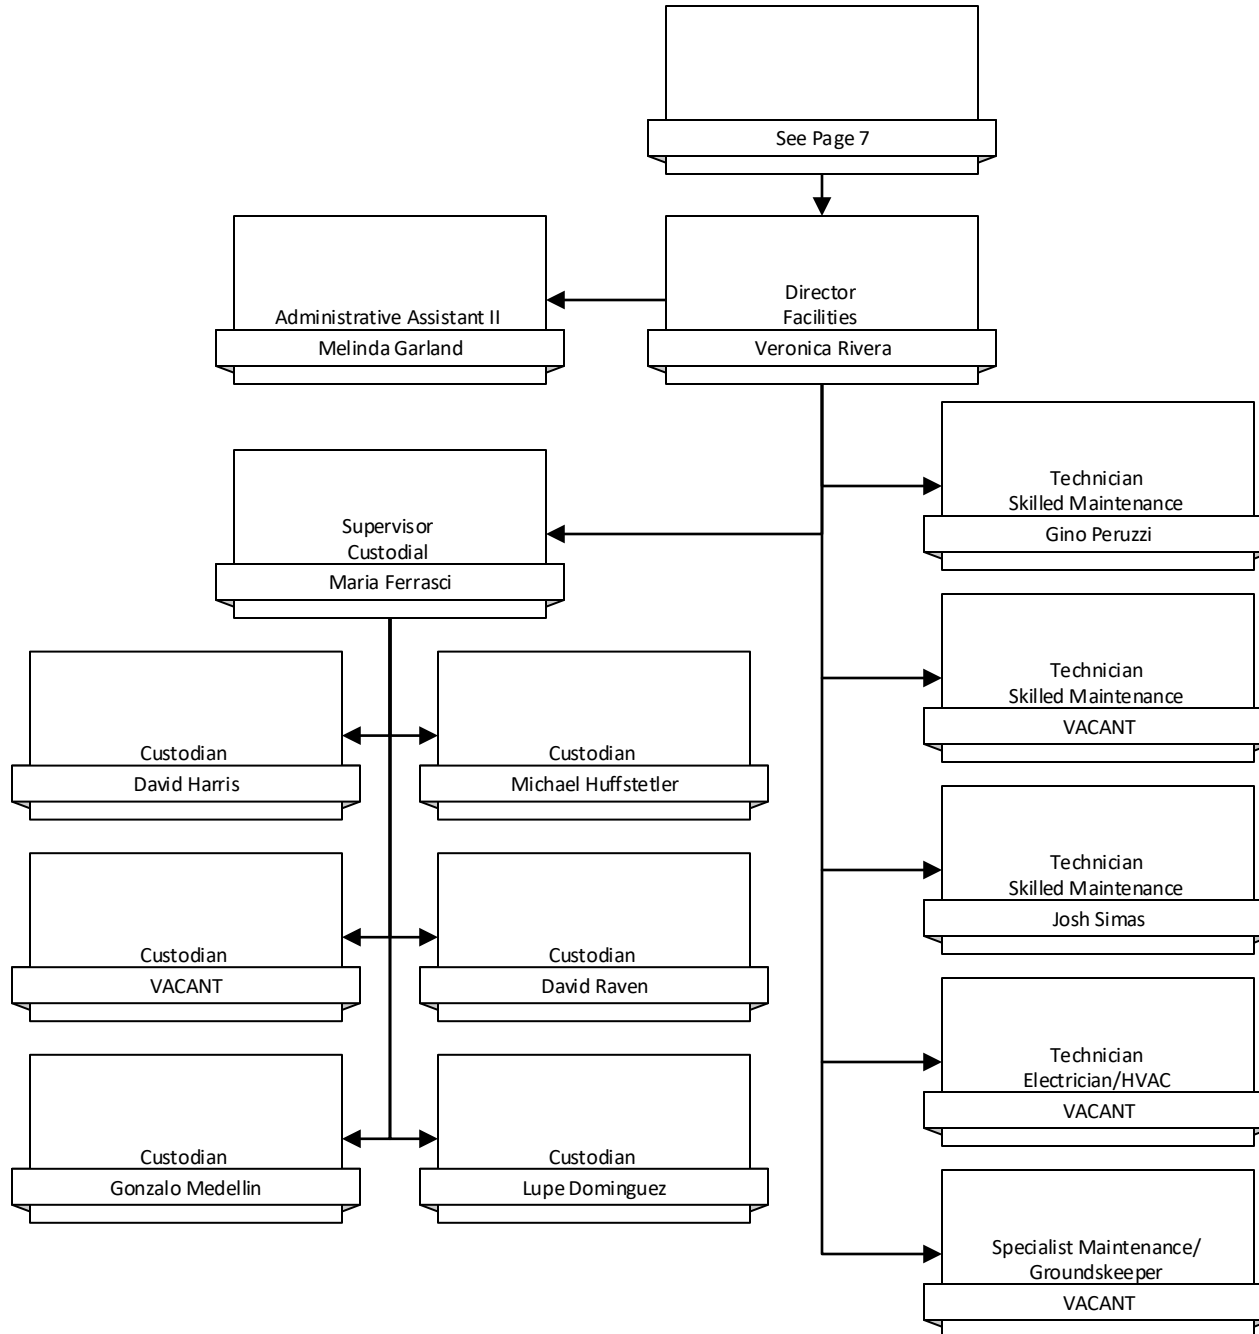 See Page 7
Administrative Assistant II
Melinda Garland
Director
Facilities
Veronica Rivera
Supervisor
Custodial
Maria Ferrasci
Technician
Skilled Maintenance
Gino Peruzzi
Technician
Skilled Maintenance
VACANT
Custodian
David Harris
Custodian
Michael Huffstetler
Technician
Skilled Maintenance
Josh Simas
Custodian
VACANT
Custodian
David Raven
Technician
Electrician/HVAC
VACANT
Custodian
Gonzalo Medellin
Custodian
Lupe Dominguez
Specialist Maintenance/
Groundskeeper
VACANT